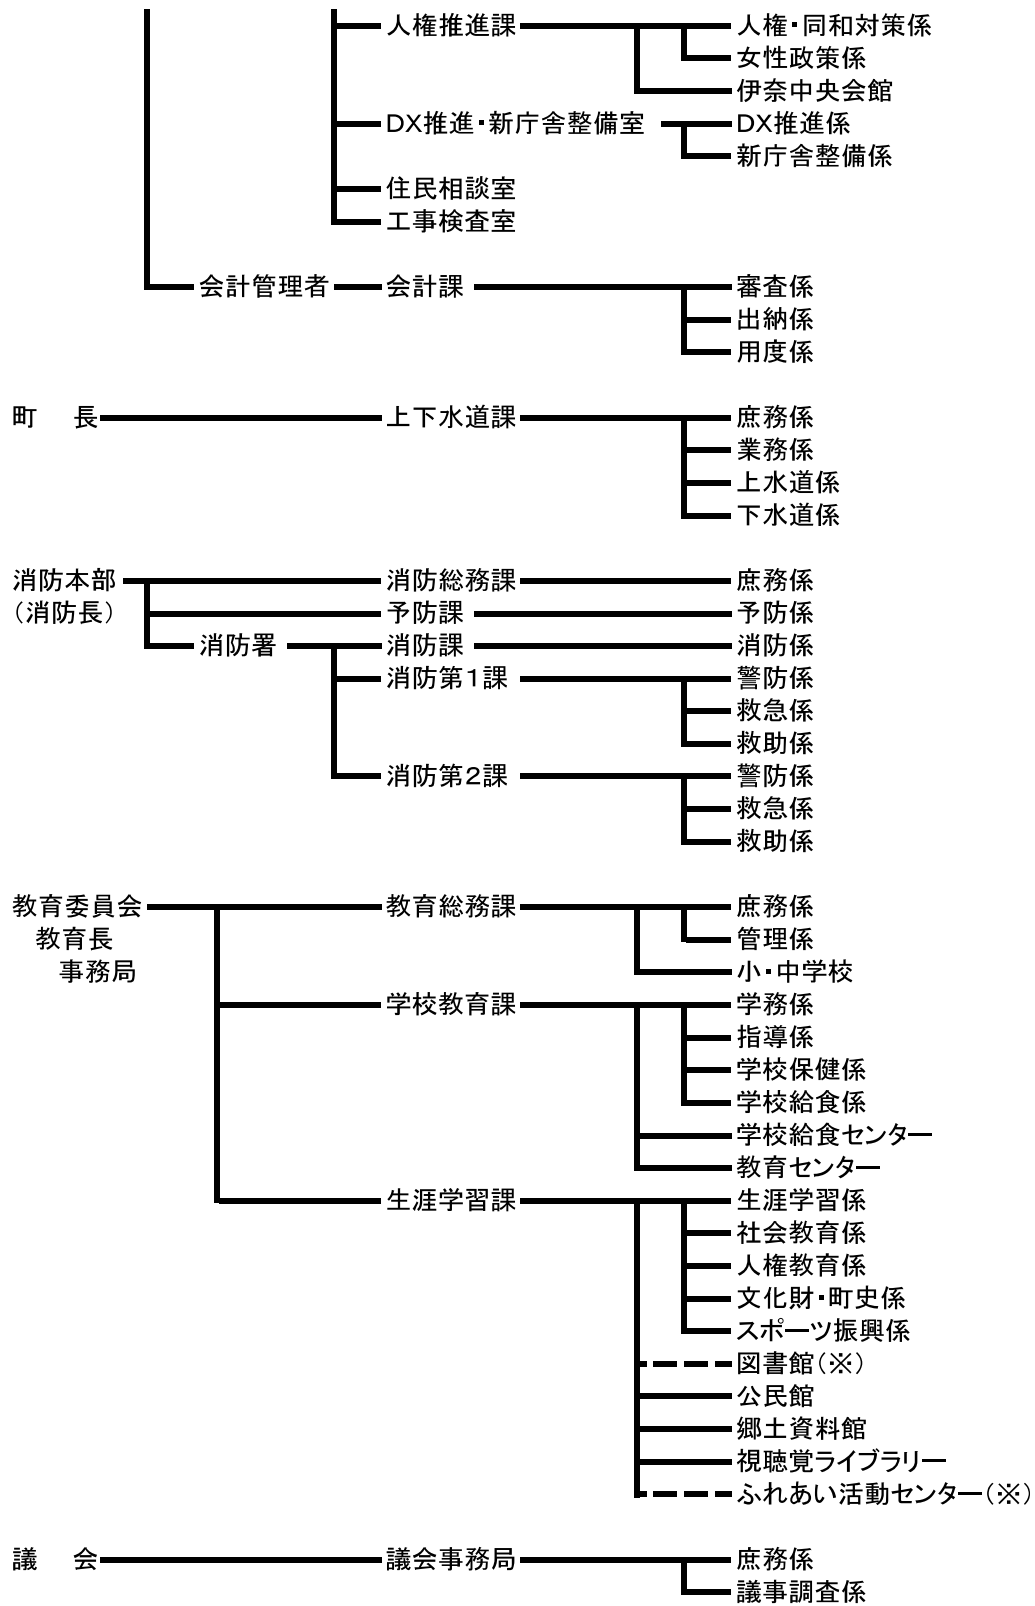 人権推進課 人権・同和対策係
女性政策係
伊奈中央会館
DX推進・新庁舎整備室 DX推進係
新庁舎整備係
住民相談室
工事検査室
会計管理者 会計課 審査係
出納係
用度係
町　長 上下水道課 庶務係
業務係
上水道係
下水道係
消防本部 消防総務課 庶務係
（消防長） 予防課 予防係
消防署 消防課 消防係
消防第１課 警防係
救急係
救助係
消防第２課 警防係
救急係
救助係
教育委員会 教育総務課 庶務係
教育長 管理係
事務局 小・中学校
学校教育課 学務係
指導係
学校保健係
学校給食係
学校給食センター
教育センター
生涯学習課 生涯学習係
社会教育係
人権教育係
文化財・町史係
スポーツ振興係
図書館（※）
公民館
郷土資料館
視聴覚ライブラリー
ふれあい活動センター（※）
議　会 議会事務局 庶務係
議事調査係